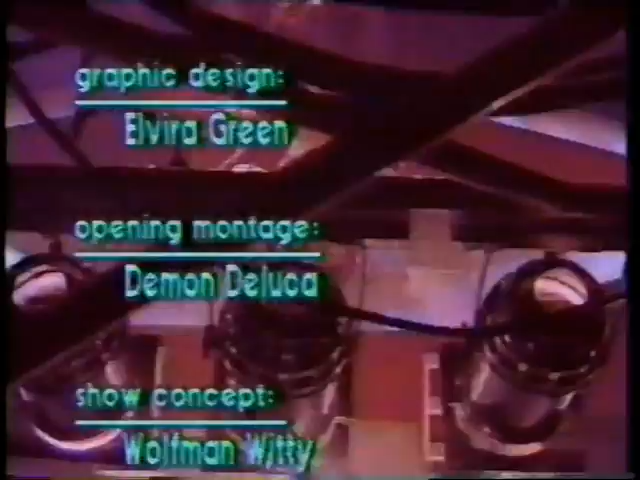 graphic design:
Elvira Green
opening montage:
Demon Deluca
show concept:
Wolfman Witty